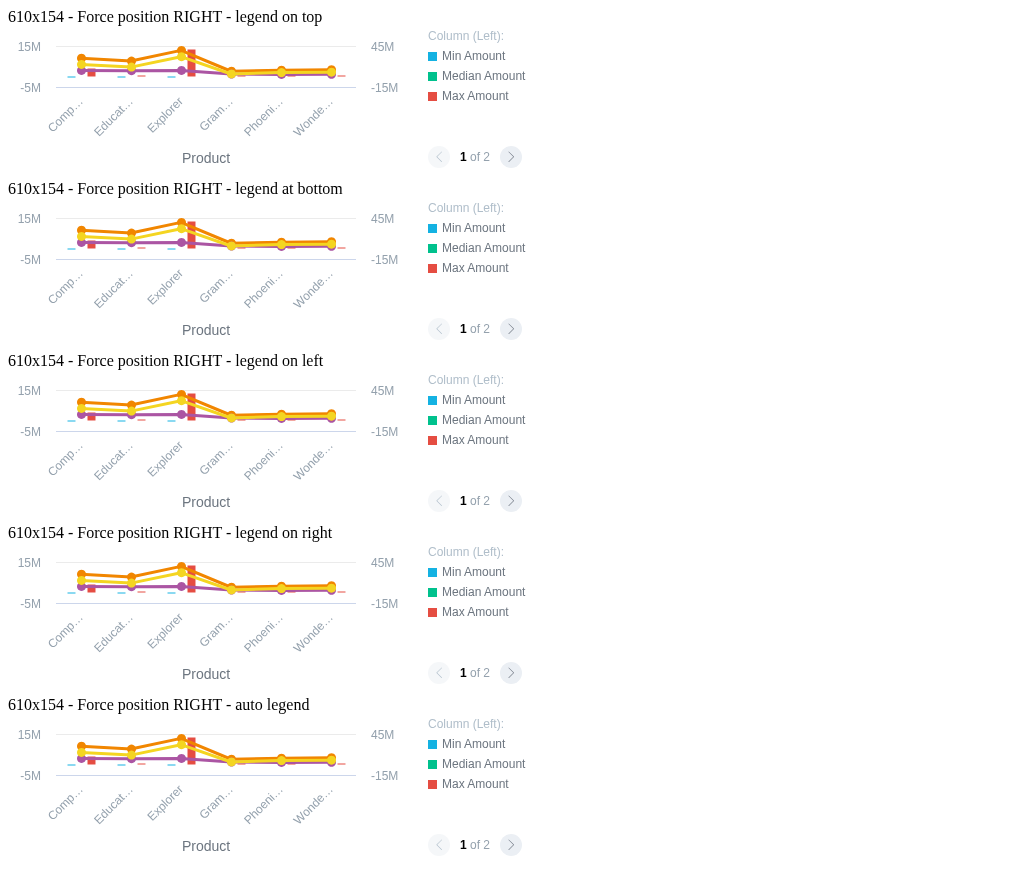 610x154 - Force position RIGHT - legend on top
15M
45M
Column (Left):
Min Amount
Median Amount
Max Amount
-5M
-15M
Comp…
Educat…
Explorer
Gram…
Phoeni…
Wonde…
Product
1 of 2
610x154 - Force position RIGHT - legend at bottom
15M
45M
Column (Left):
Min Amount
Median Amount
Max Amount
-5M
-15M
Comp…
Educat…
Explorer
Gram…
Phoeni…
Wonde…
Product
1 of 2
610x154 - Force position RIGHT - legend on left
15M
45M
Column (Left):
Min Amount
Median Amount
Max Amount
-5M
-15M
Comp…
Educat…
Explorer
Gram…
Phoeni…
Wonde…
Product
1 of 2
610x154 - Force position RIGHT - legend on right
15M
45M
Column (Left):
Min Amount
Median Amount
Max Amount
-5M
-15M
Comp…
Educat…
Explorer
Gram…
Phoeni…
Wonde…
Product
1 of 2
610x154 - Force position RIGHT - auto legend
15M
45M
Column (Left):
Min Amount
Median Amount
Max Amount
-5M
-15M
Comp…
Educat…
Explorer
Gram…
Phoeni…
Wonde…
Product
1 of 2